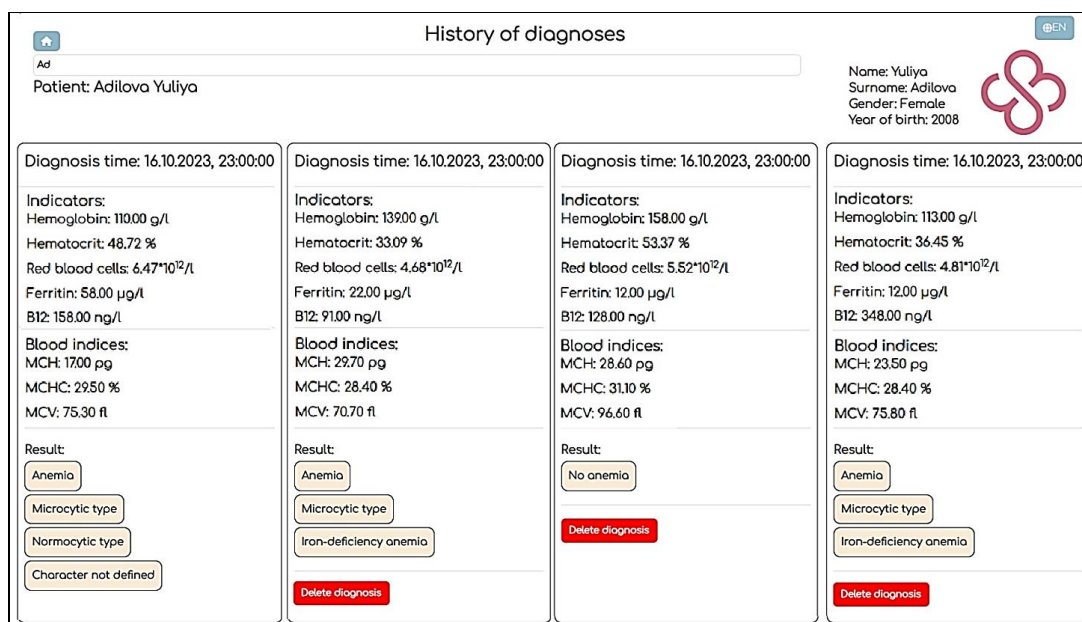 History of diagnoses
EN
Ad
Patient: Adilova Yuliya
Name: Yuliya
Surname: Adilova
Gender: Female
Year of birth: 2008
Diagnosis time: 16.10.2023, 23:00:00
Indicators:
Hemoglobin: 110.00 g/l
Hematocrit: 48.72 %
Red blood cells: 6.47*10¹²/l
Ferritin: 58.00 µg/l
B12: 158.00 ng/l
Blood indices:
MCH: 17.00 pg
MCHC: 29.50 %
MCV: 75.30 fl
Result:
Anemia
Microcytic type
Normocytic type
Character not defined
Diagnosis time: 16.10.2023, 23:00:00
Indicators:
Hemoglobin: 139.00 g/l
Hematocrit: 33.09 %
Red blood cells: 4.68*10¹²/l
Ferritin: 22.00 µg/l
B12: 91.00 ng/l
Blood indices:
MCH: 29.70 pg
MCHC: 28.40 %
MCV: 70.70 fl
Result:
Anemia
Microcytic type
Iron-deficiency anemia
Delete diagnosis
Diagnosis time: 16.10.2023, 23:00:00
Indicators:
Hemoglobin: 158.00 g/l
Hematocrit: 53.37 %
Red blood cells: 5.52*10¹²/l
Ferritin: 12.00 µg/l
B12: 128.00 ng/l
Blood indices:
MCH: 28.60 pg
MCHC: 31.10 %
MCV: 96.60 fl
Result:
No anemia
Delete diagnosis
Diagnosis time: 16.10.2023, 23:00:00
Indicators:
Hemoglobin: 113.00 g/l
Hematocrit: 36.45 %
Red blood cells: 4.81*10¹²/l
Ferritin: 12.00 µg/l
B12: 348.00 ng/l
Blood indices:
MCH: 23.50 pg
MCHC: 28.40 %
MCV: 75.80 fl
Result:
Anemia
Microcytic type
Iron-deficiency anemia
Delete diagnosis